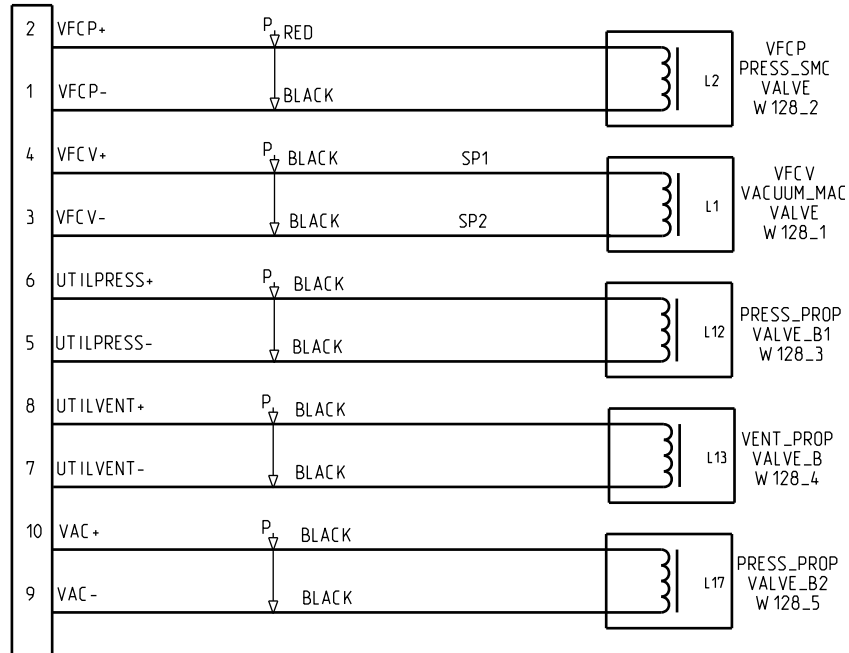 2 VFCP+ P RED
1 VFCP- BLACK
L2
VFCP
PRESS_SMC
VALVE
W 128_2
4 VFCV+ P BLACK SP1
3 VFCV- BLACK SP2
L1
VFCV
VACUUM_MAC
VALVE
W 128_1
6 UTILPRESS+ P BLACK
5 UTILPRESS- BLACK
L12
PRESS_PROP
VALVE_B1
W 128_3
8 UTILVENT+ P BLACK
7 UTILVENT- BLACK
L13
VENT_PROP
VALVE_B
W 128_4
10 VAC+ P BLACK
9 VAC- BLACK
L17
PRESS_PROP
VALVE_B2
W 128_5